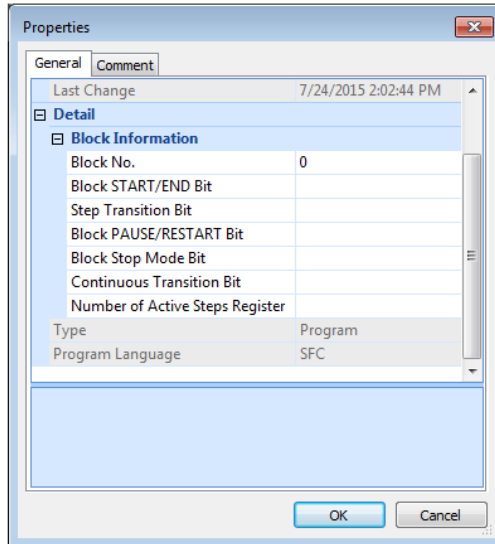 Properties
General Comment
Last Change 7/24/2015 2:02:44 PM
Detail
Block Information
Block No. 0
Block START/END Bit
Step Transition Bit
Block PAUSE/RESTART Bit
Block Stop Mode Bit
Continuous Transition Bit
Number of Active Steps Register
Type Program
Program Language SFC
OK Cancel